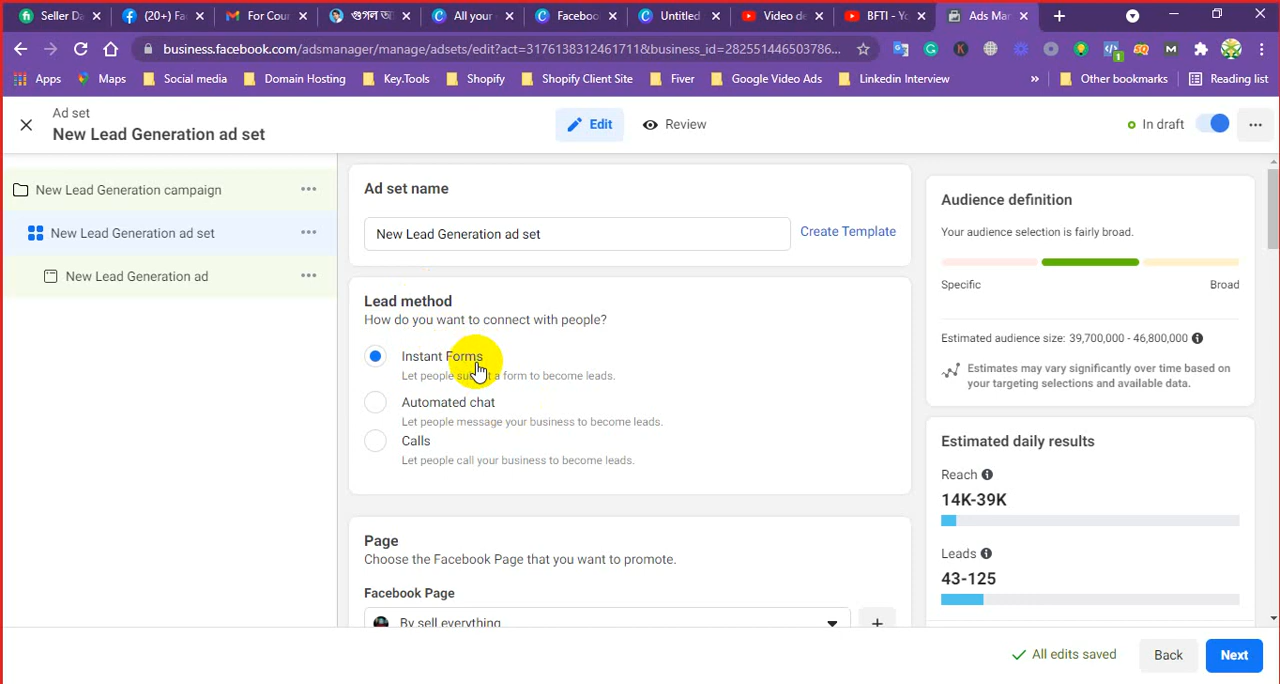 Seller Da
(20+) Fa
For Cour
গুগল অ
All your
Faceboo
Untitled
Video de
BFTI - Yo
Ads Mar
business.facebook.com/adsmanager/manage/adsets/edit?act=3176138312461711&business_id=282551446503786...
Apps
Maps
Social media
Domain Hosting
Key.Tools
Shopify
Shopify Client Site
Fiver
Google Video Ads
Linkedin Interview
»
Other bookmarks
Reading list
Ad set
New Lead Generation ad set
Edit
Review
In draft
New Lead Generation campaign
New Lead Generation ad set
New Lead Generation ad
Ad set name
New Lead Generation ad set
Create Template
Lead method
How do you want to connect with people?
Instant Forms
Let people submit a form to become leads.
Automated chat
Let people message your business to become leads.
Calls
Let people call your business to become leads.
Page
Choose the Facebook Page that you want to promote.
Facebook Page
By sell everything
Audience definition
Your audience selection is fairly broad.
Specific
Broad
Estimated audience size: 39,700,000 - 46,800,000
Estimates may vary significantly over time based on
your targeting selections and available data.
Estimated daily results
Reach
14K-39K
Leads
43-125
All edits saved
Back
Next